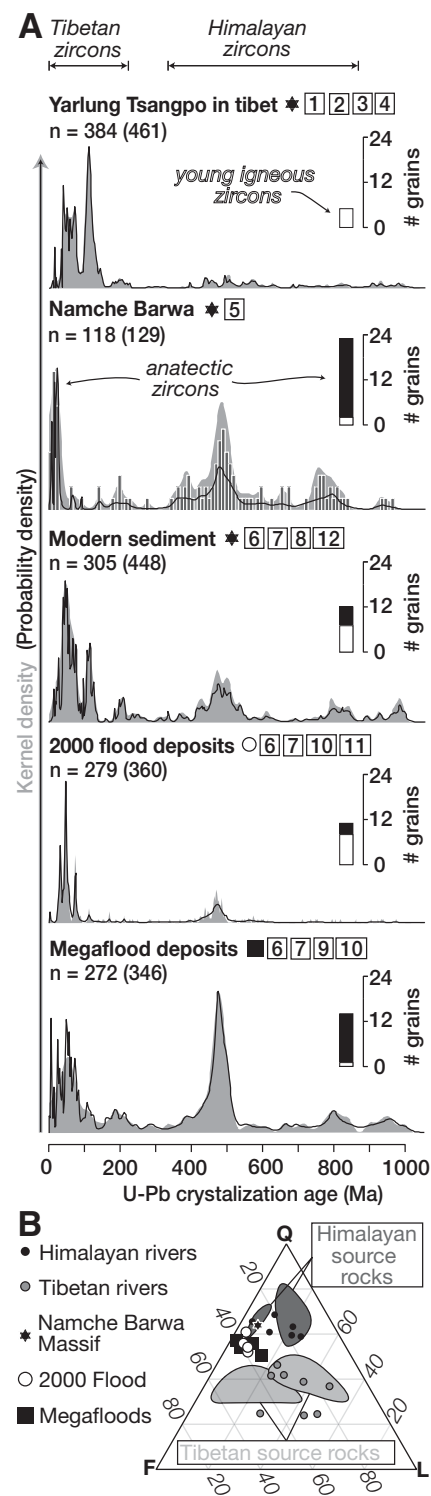 A
Tibetan
zircons
Himalayan
zircons
Yarlung Tsangpo in tibet ✶ 1 2 3 4
n = 384 (461)
young igneous
zircons
24
12
0
# grains
Namche Barwa ✶ 5
n = 118 (129)
anatectic
zircons
24
12
0
# grains
Modern sediment ✶ 6 7 8 12
n = 305 (448)
24
12
0
# grains
2000 flood deposits ○ 6 7 10 11
n = 279 (360)
24
12
0
# grains
Megaflood deposits ■ 6 7 9 10
n = 272 (346)
24
12
0
# grains
Kernel density (Probability density)
0 200 400 600 800 1000
U-Pb crystalization age (Ma)
B
Himalayan rivers
Tibetan rivers
Namche Barwa
Massif
2000 Flood
Megafloods
Q
Himalayan
source
rocks
20
40
60
80
60
40
20
Tibetan source rocks
F
L
20
40
60
80